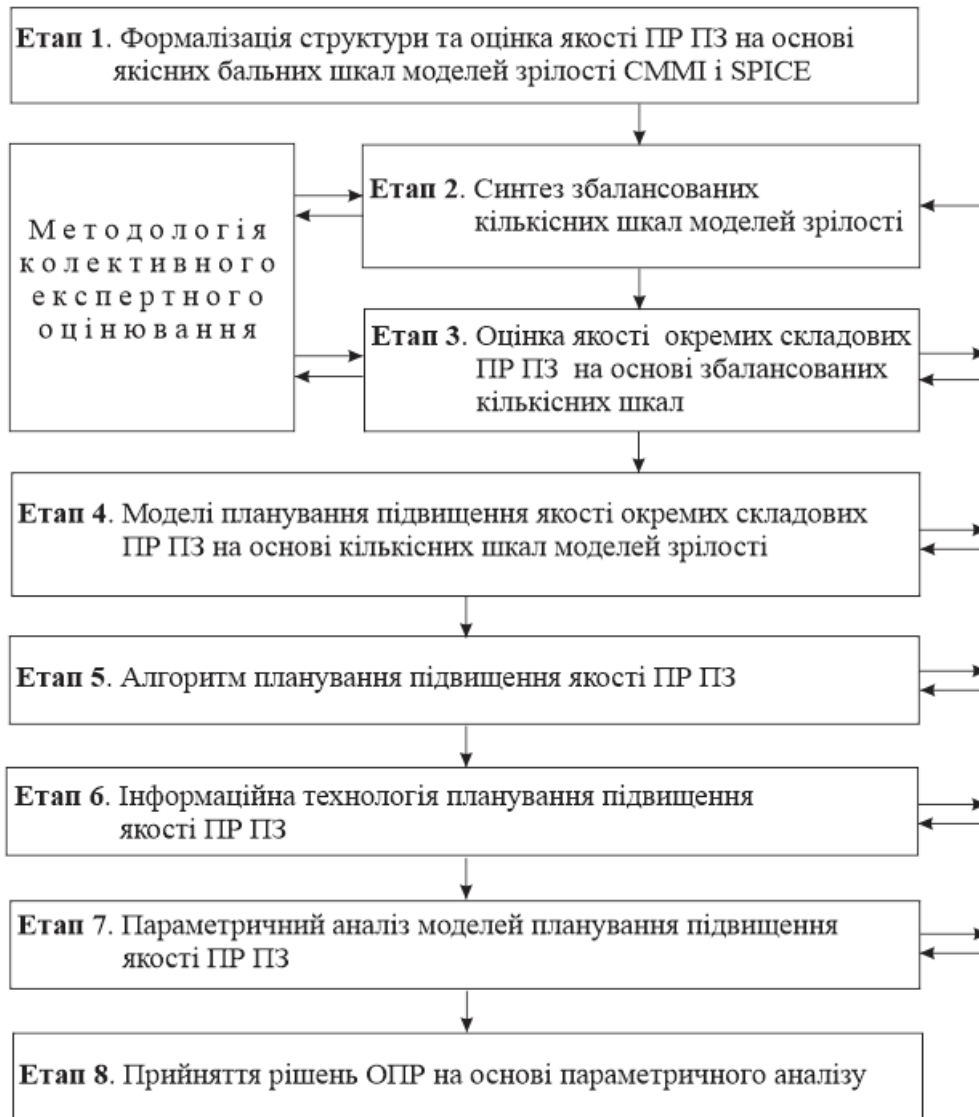 Етап 1. Формалізація структури та оцінка якості ПР ПЗ на основі
якісних бальних шкал моделей зрілості CMMI і SPICE
Етап 2. Синтез збалансованих
кількісних шкал моделей зрілості
Методологія
колективного
експертного
оцінювання
Етап 3. Оцінка якості окремих складових
ПР ПЗ на основі збалансованих
кількісних шкал
Етап 4. Моделі планування підвищення якості окремих складових
ПР ПЗ на основі кількісних шкал моделей зрілості
Етап 5. Алгоритм планування підвищення якості ПР ПЗ
Етап 6. Інформаційна технологія планування підвищення
якості ПР ПЗ
Етап 7. Параметричний аналіз моделей планування підвищення
якості ПР ПЗ
Етап 8. Прийняття рішень ОПР на основі параметричного аналізу